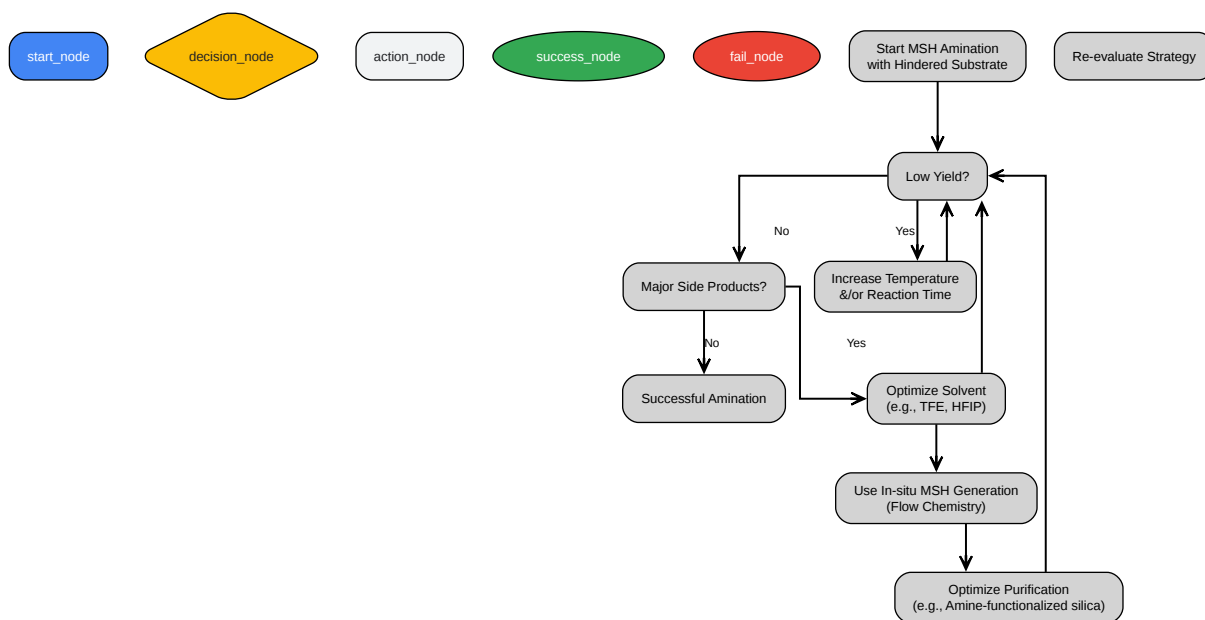 start_node
decision_node
action_node
success_node
fail_node
Start MSH Amination
with Hindered Substrate
Re-evaluate Strategy
Low Yield?
No
Yes
Major Side Products?
Increase Temperature
&/or Reaction Time
No
Yes
Successful Amination
Optimize Solvent
(e.g., TFE, HFIP)
Use In-situ MSH Generation
(Flow Chemistry)
Optimize Purification
(e.g., Amine-functionalized silica)